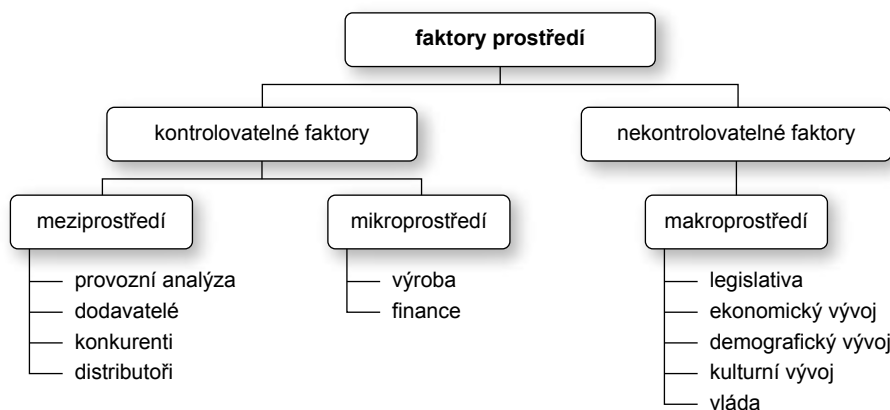 faktory prostředí
kontrolovatelné faktory
nekontrolovatelné faktory
meziprostředí
mikroprostředí
makroprostředí
provozní analýza
dodavatelé
konkurenti
distributoři
výroba
finance
legislativa
ekonomický vývoj
demografický vývoj
kulturní vývoj
vláda